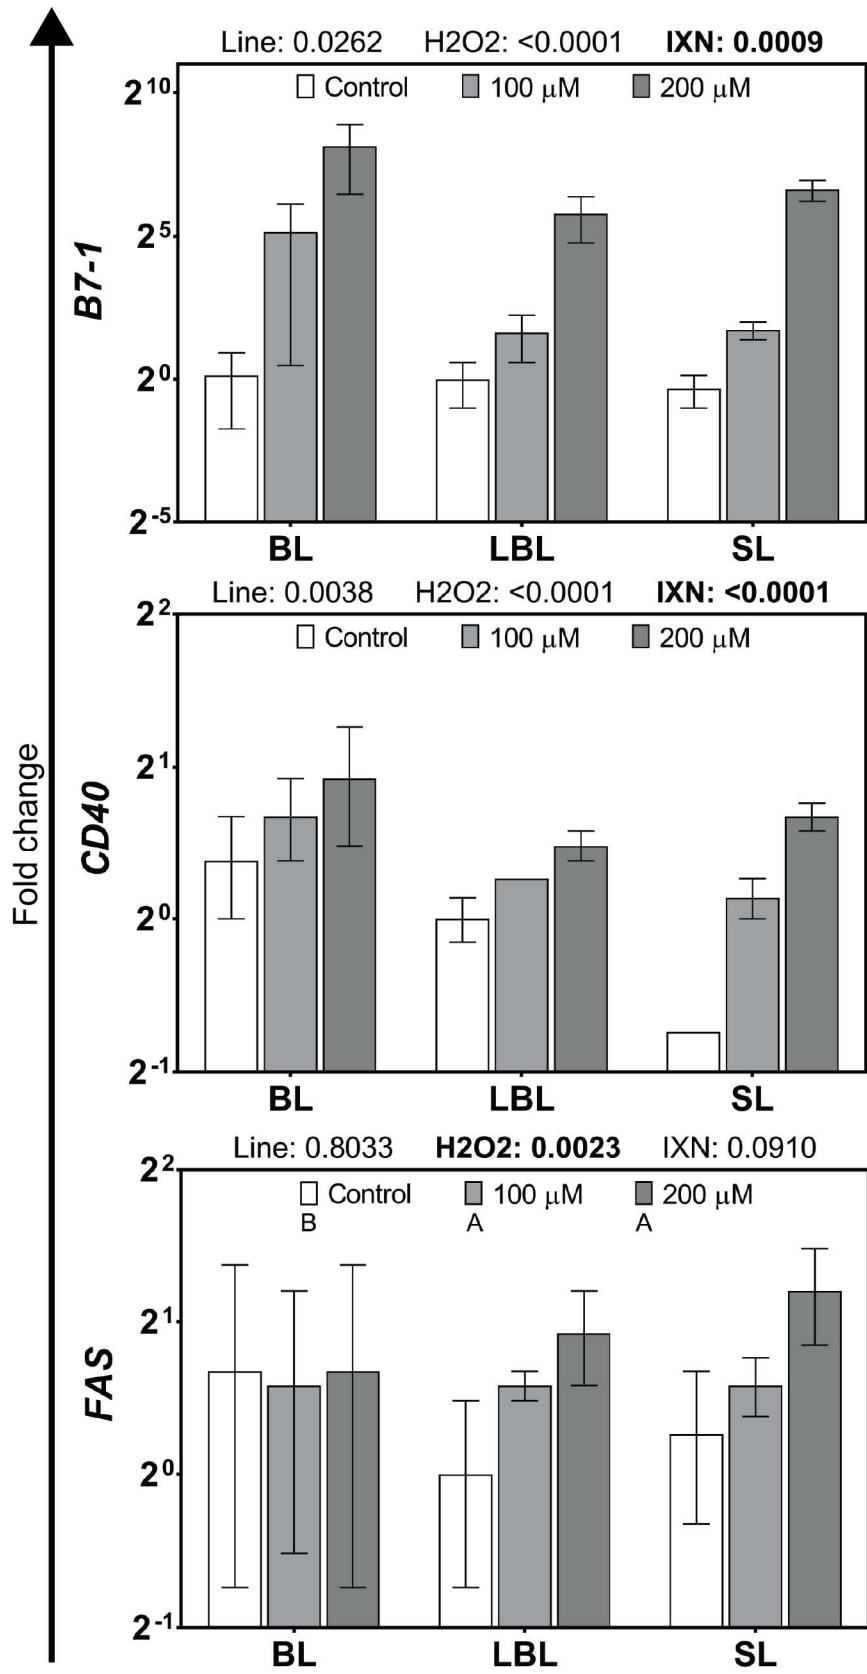 Fold change
Line: 0.0262 H2O2: <0.0001 IXN: 0.0009
Control 100 μM 200 μM
B7-1
2^10
2^5
2^0
2^-5
BL LBL SL
Line: 0.0038 H2O2: <0.0001 IXN: <0.0001
Control 100 μM 200 μM
CD40
2^2
2^1
2^0
2^-1
BL LBL SL
Line: 0.8033 H2O2: 0.0023 IXN: 0.0910
Control 100 μM 200 μM
B A A
FAS
2^2
2^1
2^0
2^-1
BL LBL SL